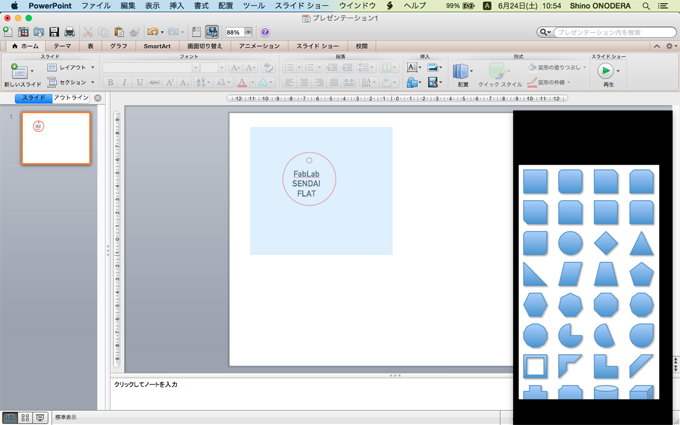 PowerPoint ファイル 編集 表示 挿入 書式 配置 ツール スライド ショー ウインドウ ヘルプ 99% A 6月24日(土) 10:54 Shino ONODERA
プレゼンテーション1
88% プレゼンテーション内を検索
ホーム テーマ 表 グラフ SmartArt 画面切り替え アニメーション スライド ショー 校閲
スライド フォント 段落 挿入 形式 スライド ショー
新しいスライド レイアウト セクション 配置 クイック スタイル 図形の塗りつぶし 図形の枠線 再生
スライド アウトライン
1
FabLab
SENDAI
FLAT
クリックしてノートを入力
標準表示